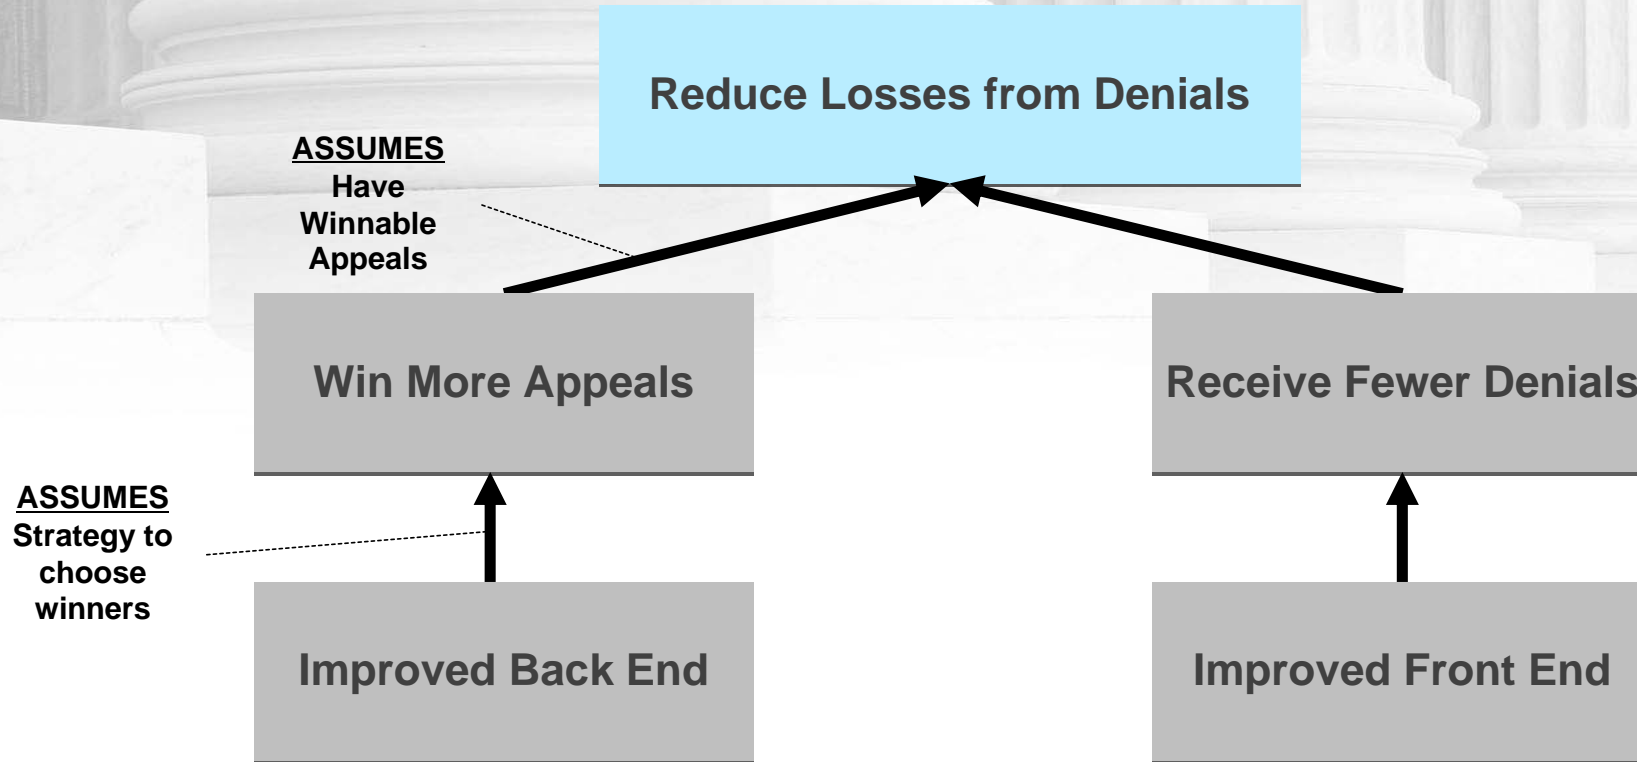 Reduce Losses from Denials
ASSUMES
Have
Winnable
Appeals
Win More Appeals
Receive Fewer Denials
ASSUMES
Strategy to
choose
winners
Improved Back End
Improved Front End